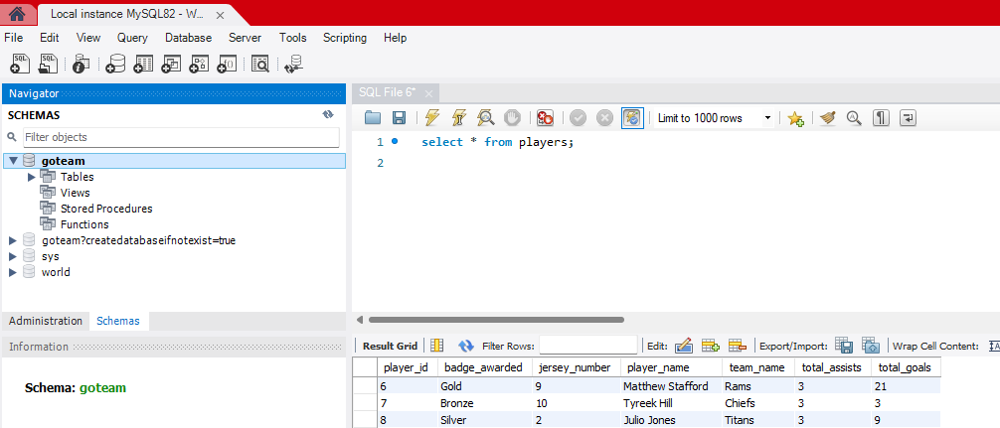 Local instance MySQL82 - W... ×
File Edit View Query Database Server Tools Scripting Help
Navigator
SCHEMAS
Filter objects
goteam
Tables
Views
Stored Procedures
Functions
goteam?createdatabaseifnotexist=true
sys
world
Administration Schemas
Information
Schema: goteam
SQL File 6* ×
Limit to 1000 rows
1 select * from players;
2
Result Grid Filter Rows: Edit: Export/Import: Wrap Cell Content:
player_id badge_awarded jersey_number player_name team_name total_assists total_goals
6 Gold 9 Matthew Stafford Rams 3 21
7 Bronze 10 Tyreek Hill Chiefs 3 3
8 Silver 2 Julio Jones Titans 3 9